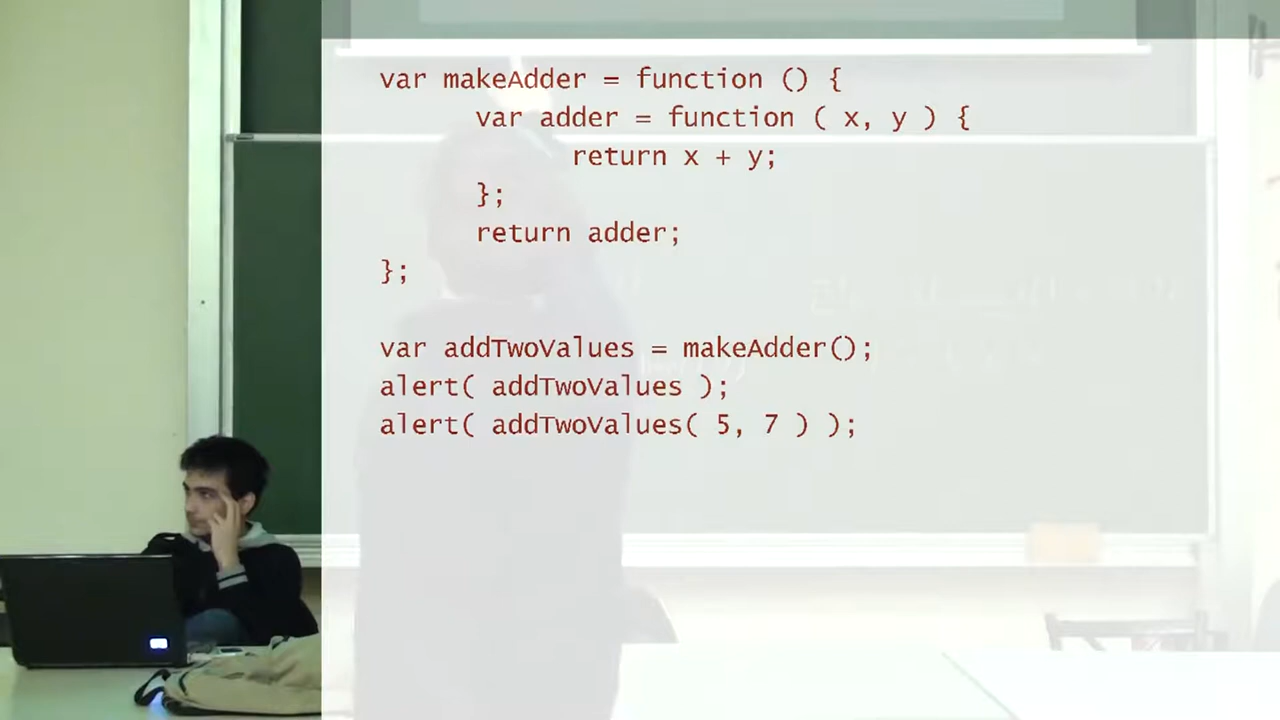 var makeAdder = function () {
var adder = function ( x, y ) {
return x + y;
};
return adder;
};
var addTwoValues = makeAdder();
alert( addTwoValues );
alert( addTwoValues( 5, 7 ) );